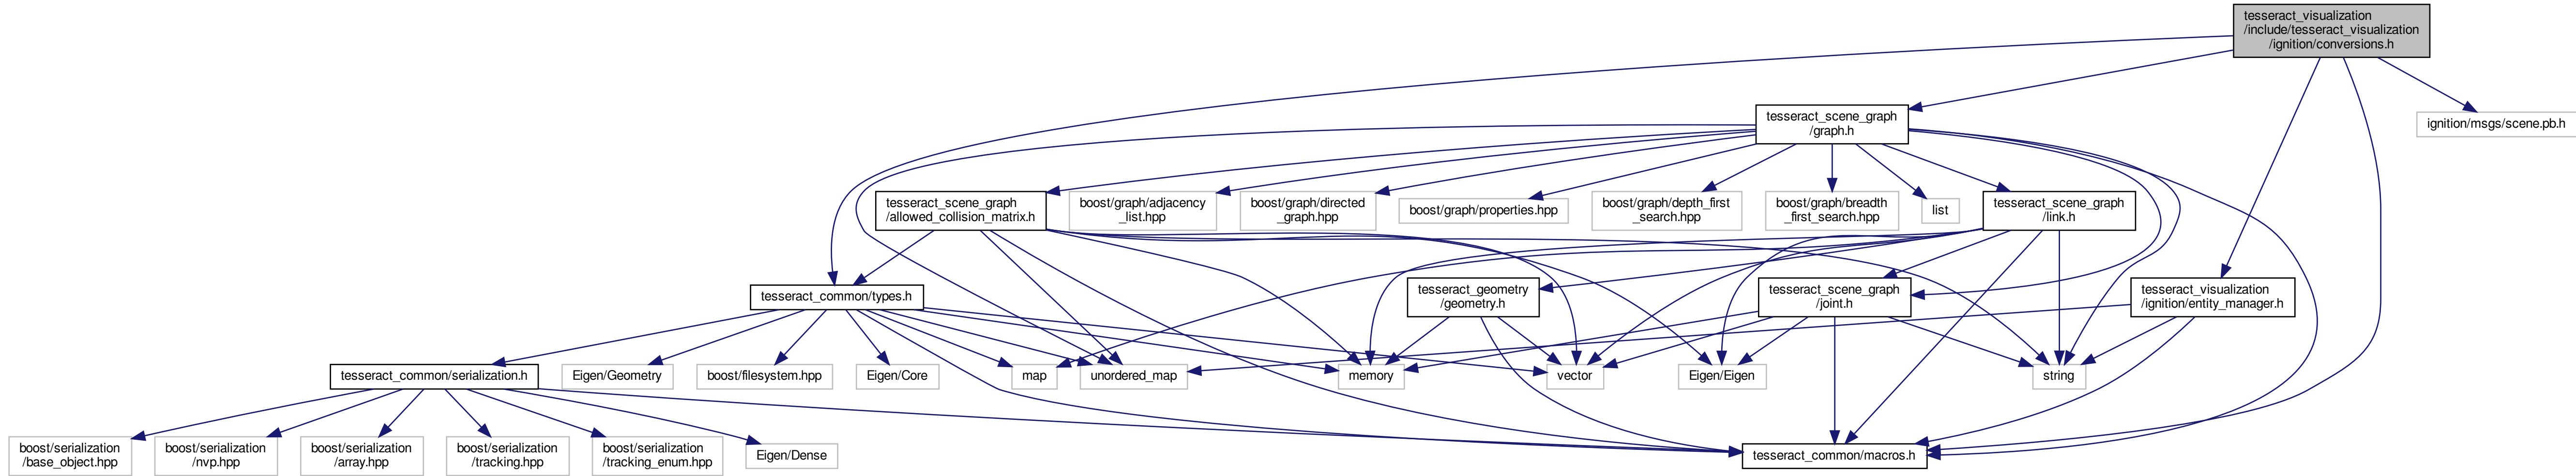 tesseract_visualization
/include/tesseract_visualization
/ignition/conversions.h
tesseract_scene_graph
/graph.h
ignition/msgs/scene.pb.h
tesseract_scene_graph
/allowed_collision_matrix.h
boost/graph/adjacency
_list.hpp
boost/graph/directed
_graph.hpp
boost/graph/properties.hpp
boost/graph/depth_first
_search.hpp
boost/graph/breadth
_first_search.hpp
list
tesseract_scene_graph
/link.h
tesseract_common/types.h
tesseract_geometry
/geometry.h
tesseract_scene_graph
/joint.h
tesseract_visualization
/ignition/entity_manager.h
tesseract_common/serialization.h
Eigen/Geometry
boost/filesystem.hpp
Eigen/Core
map
unordered_map
memory
vector
Eigen/Eigen
string
boost/serialization
/base_object.hpp
boost/serialization
/nvp.hpp
boost/serialization
/array.hpp
boost/serialization
/tracking.hpp
boost/serialization
/tracking_enum.hpp
Eigen/Dense
tesseract_common/macros.h